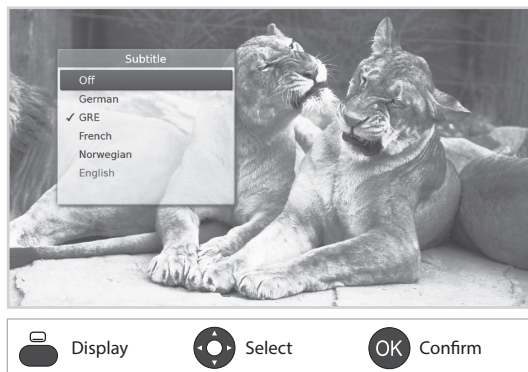 Subtitle
Off
German
✓ GRE
French
Norwegian
English
Display Select OK Confirm